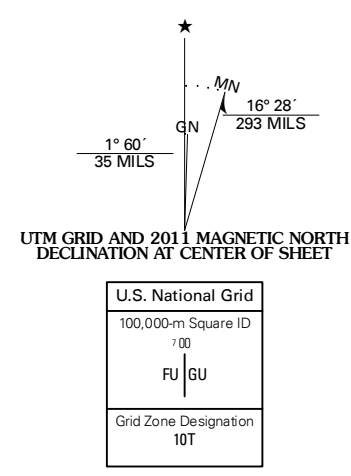 ★
MN
GN
16° 28´
293 MILS
1° 60´
35 MILS
UTM GRID AND 2011 MAGNETIC NORTH
DECLINATION AT CENTER OF SHEET
U.S. National Grid
100,000-m Square ID
7 00
FU GU
Grid Zone Designation
10T